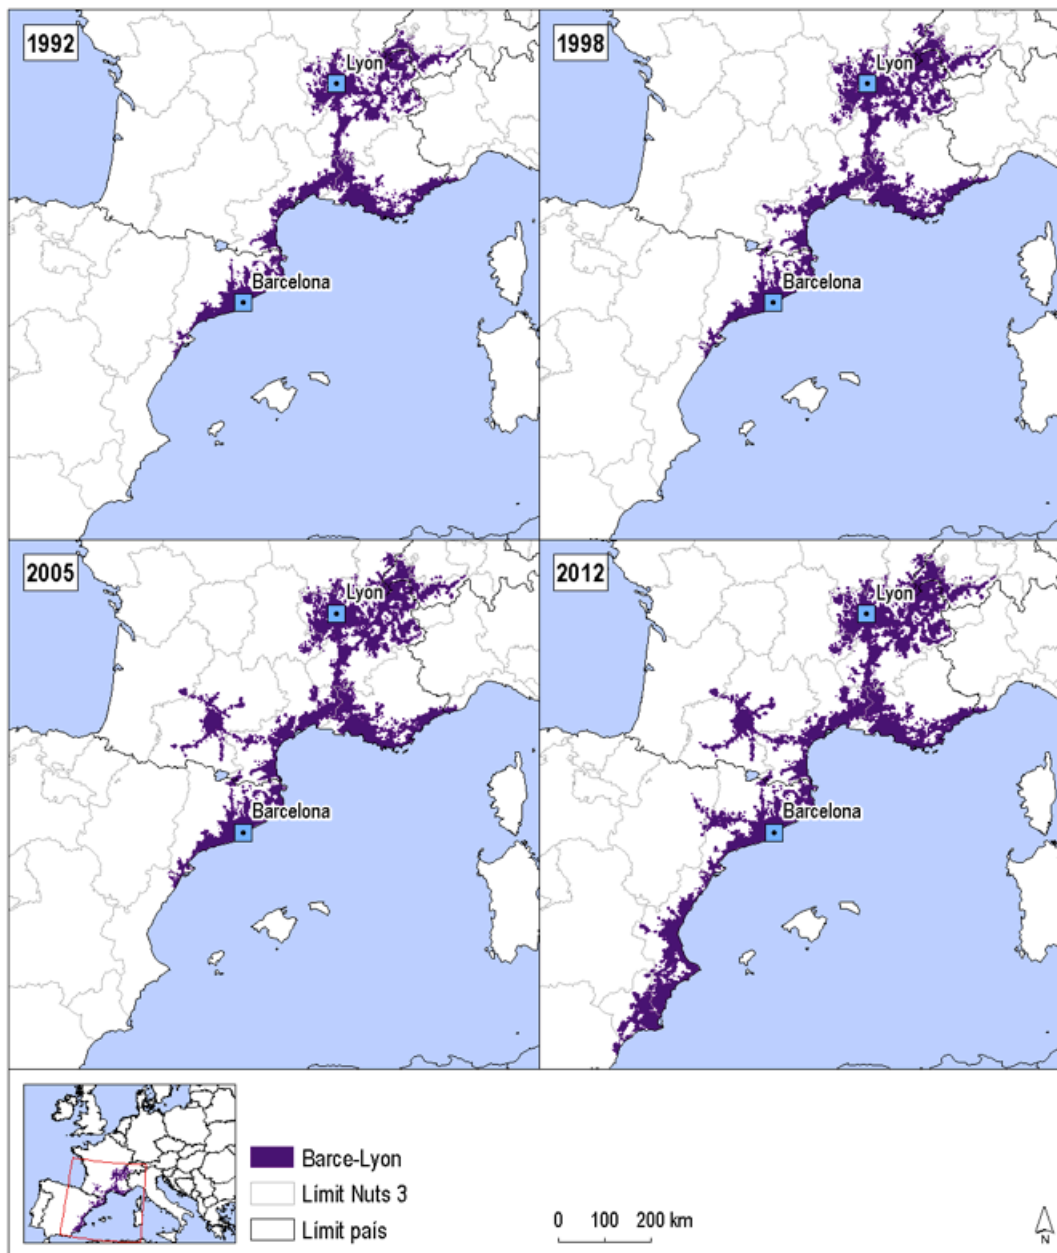 1992
Lyon
Barcelona
1998
Lyon
Barcelona
2005
Lyon
Barcelona
2012
Lyon
Barcelona
Barce-Lyon
Límit Nuts 3
Límit país
0 100 200 km
N